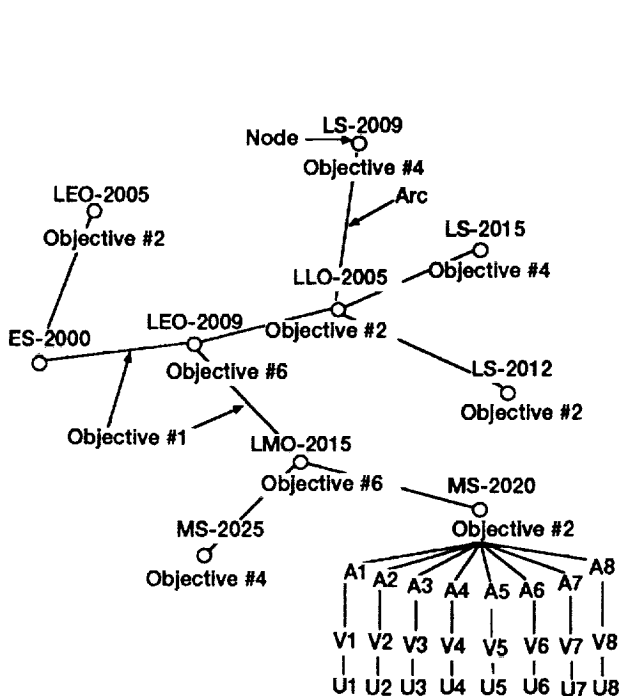 LS-2009
Node
Objective #4
LEO-2005
Arc
Objective #2
LS-2015
Objective #4
LLO-2005
LEO-2009
ES-2000
Objective #2
Objective #6
LS-2012
Objective #2
Objective #1
LMO-2015
Objective #6
MS-2020
MS-2025
Objective #2
Objective #4
A1 A2 A3 A4 A5 A6 A7 A8
V1 V2 V3 V4 V5 V6 V7 V8
U1 U2 U3 U4 U5 U6 U7 U8